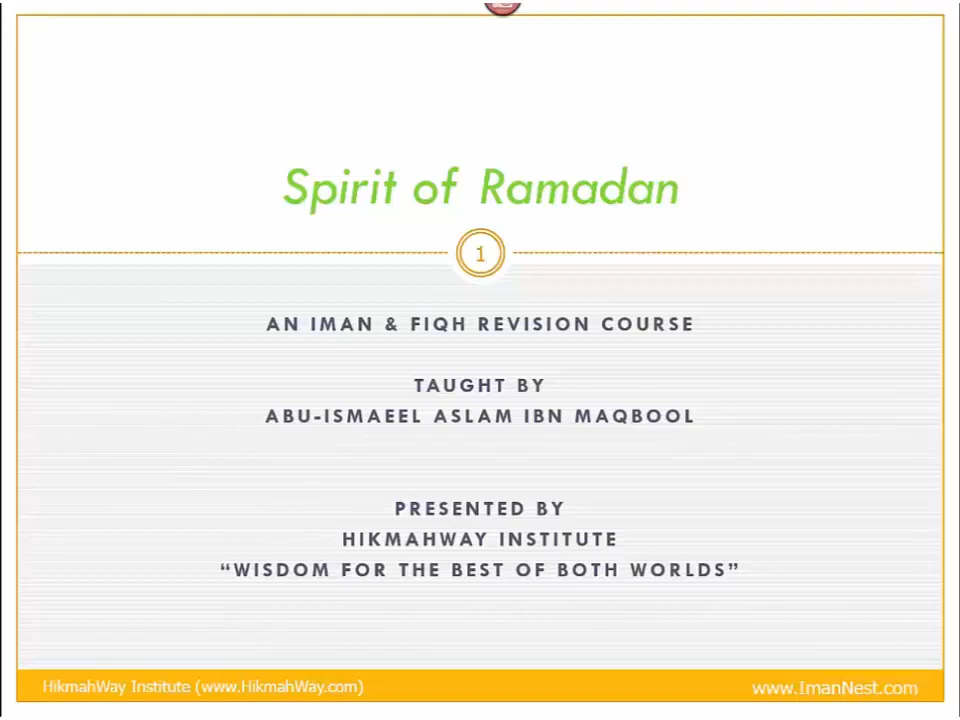 Spirit of Ramadan
1
AN IMAN & FIQH REVISION COURSE
TAUGHT BY
ABU-ISMAEEL ASLAM IBN MAQBOOL
PRESENTED BY
HIKMAHWAY INSTITUTE
“WISDOM FOR THE BEST OF BOTH WORLDS”
HikmahWay Institute (www.HikmahWay.com)
www.ImanNest.com